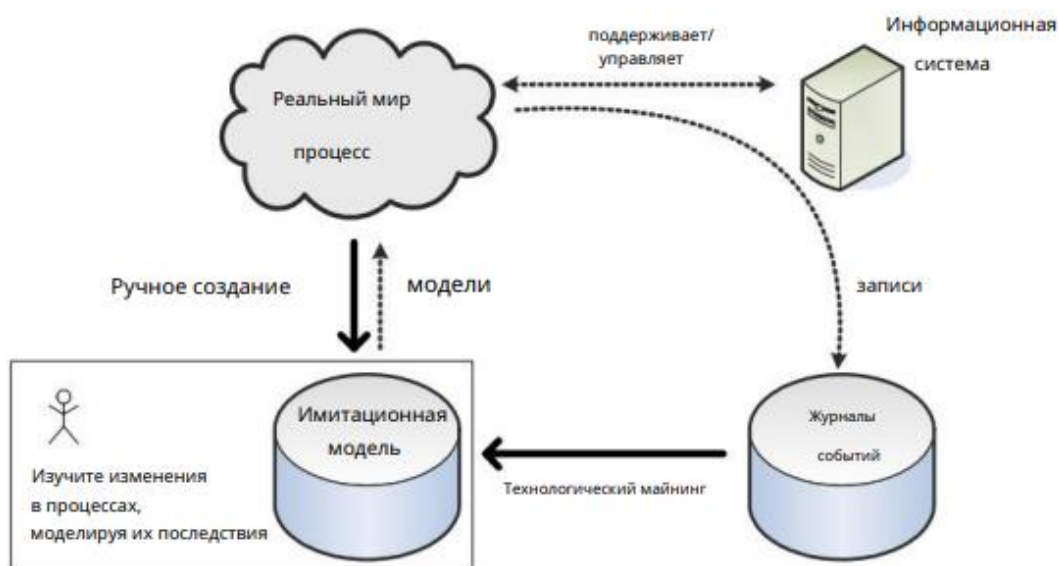 поддерживает/
управляет
Информационная
система
Реальный мир
процесс
Ручное создание
модели
записи
Имитационная
модель
Журналы
событий
Изучите изменения
в процессах,
моделируя их последствия
Технологический майнинг